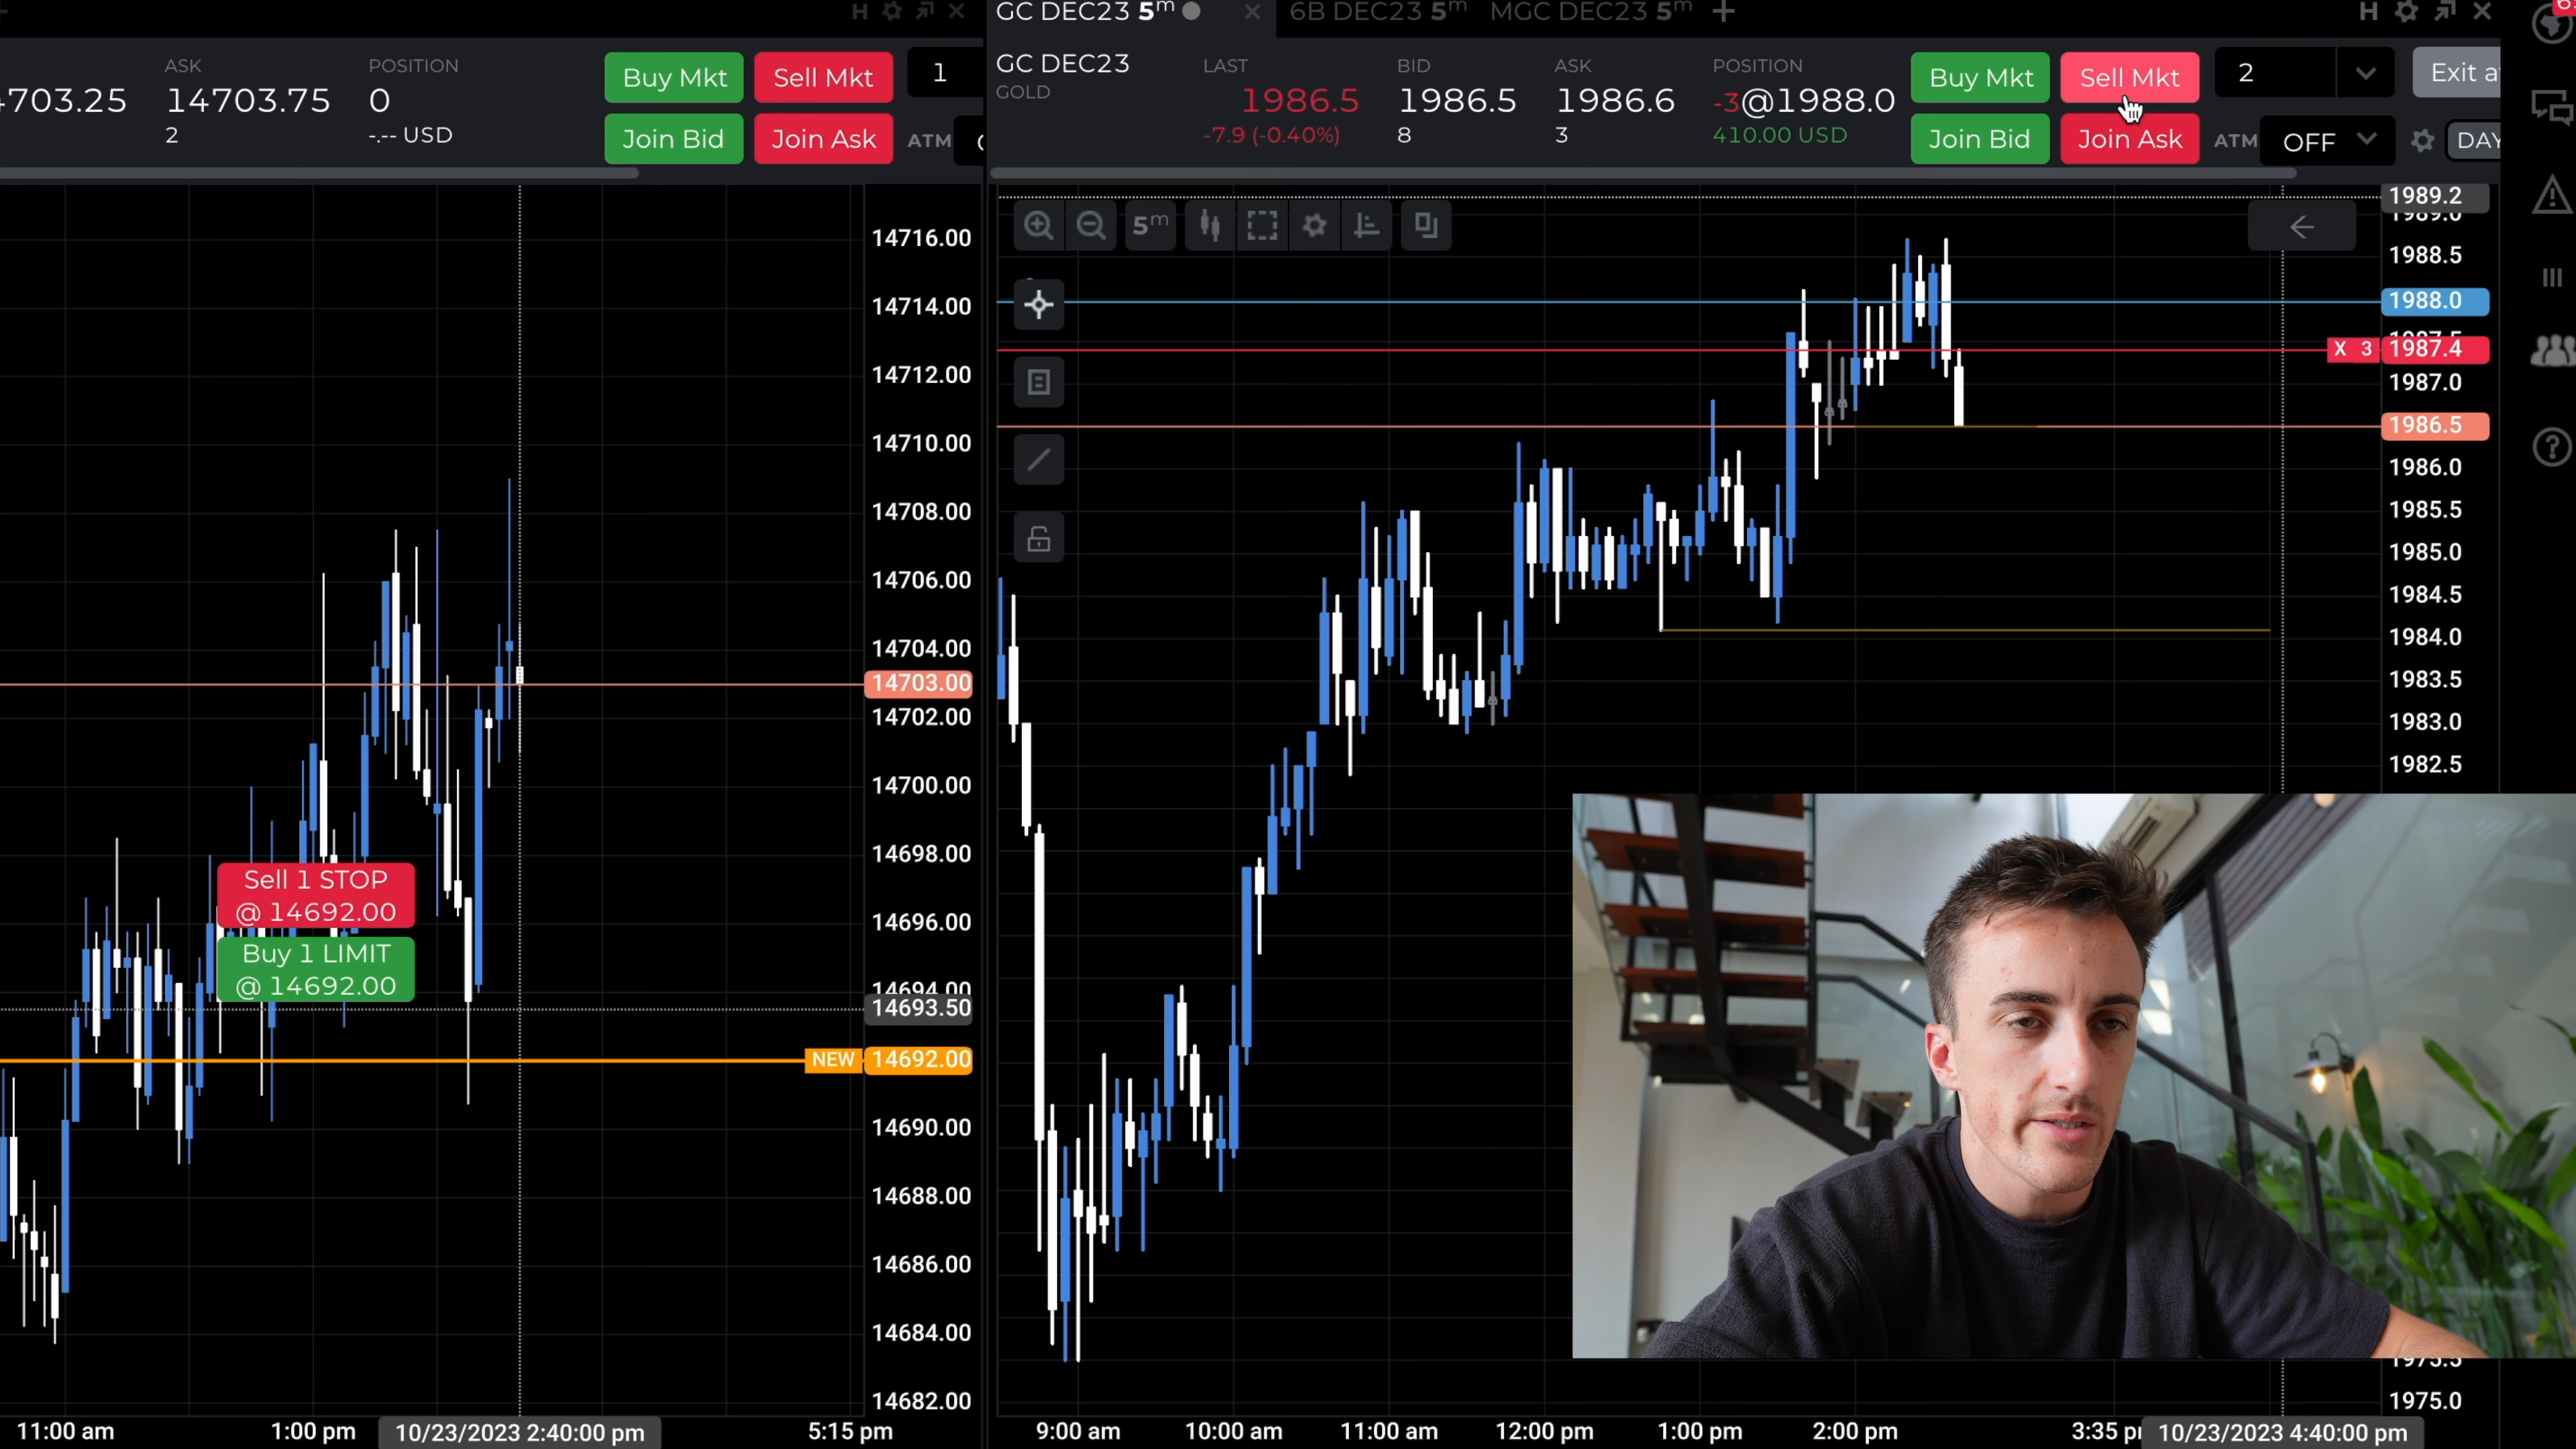 H
GC DEC23 5m
6B DEC23 5m
MGC DEC23 5m
H
703.25
ASK
14703.75
2
POSITION
0
-.-- USD
Buy Mkt
Sell Mkt
1
Join Bid
Join Ask
ATM
GC DEC23
GOLD
LAST
1986.5
-7.9 (-0.40%)
BID
1986.5
8
ASK
1986.6
3
POSITION
-3@1988.0
410.00 USD
Buy Mkt
Sell Mkt
2
Exit a
Join Bid
Join Ask
ATM
OFF
DAY
14716.00
14714.00
14712.00
14710.00
14708.00
14706.00
14704.00
14703.00
14702.00
14700.00
14698.00
14696.00
14694.00
14693.50
NEW
14692.00
14690.00
14688.00
14686.00
14684.00
14682.00
Sell 1 STOP
@ 14692.00
Buy 1 LIMIT
@ 14692.00
11:00 am
1:00 pm
10/23/2023 2:40:00 pm
5:15 pm
5m
1989.2
1989.0
1988.5
1988.0
1987.5
X 3
1987.4
1987.0
1986.5
1986.0
1985.5
1985.0
1984.5
1984.0
1983.5
1983.0
1982.5
1975.5
1975.0
9:00 am
10:00 am
11:00 am
12:00 pm
1:00 pm
2:00 pm
3:35 p
10/23/2023 4:40:00 pm